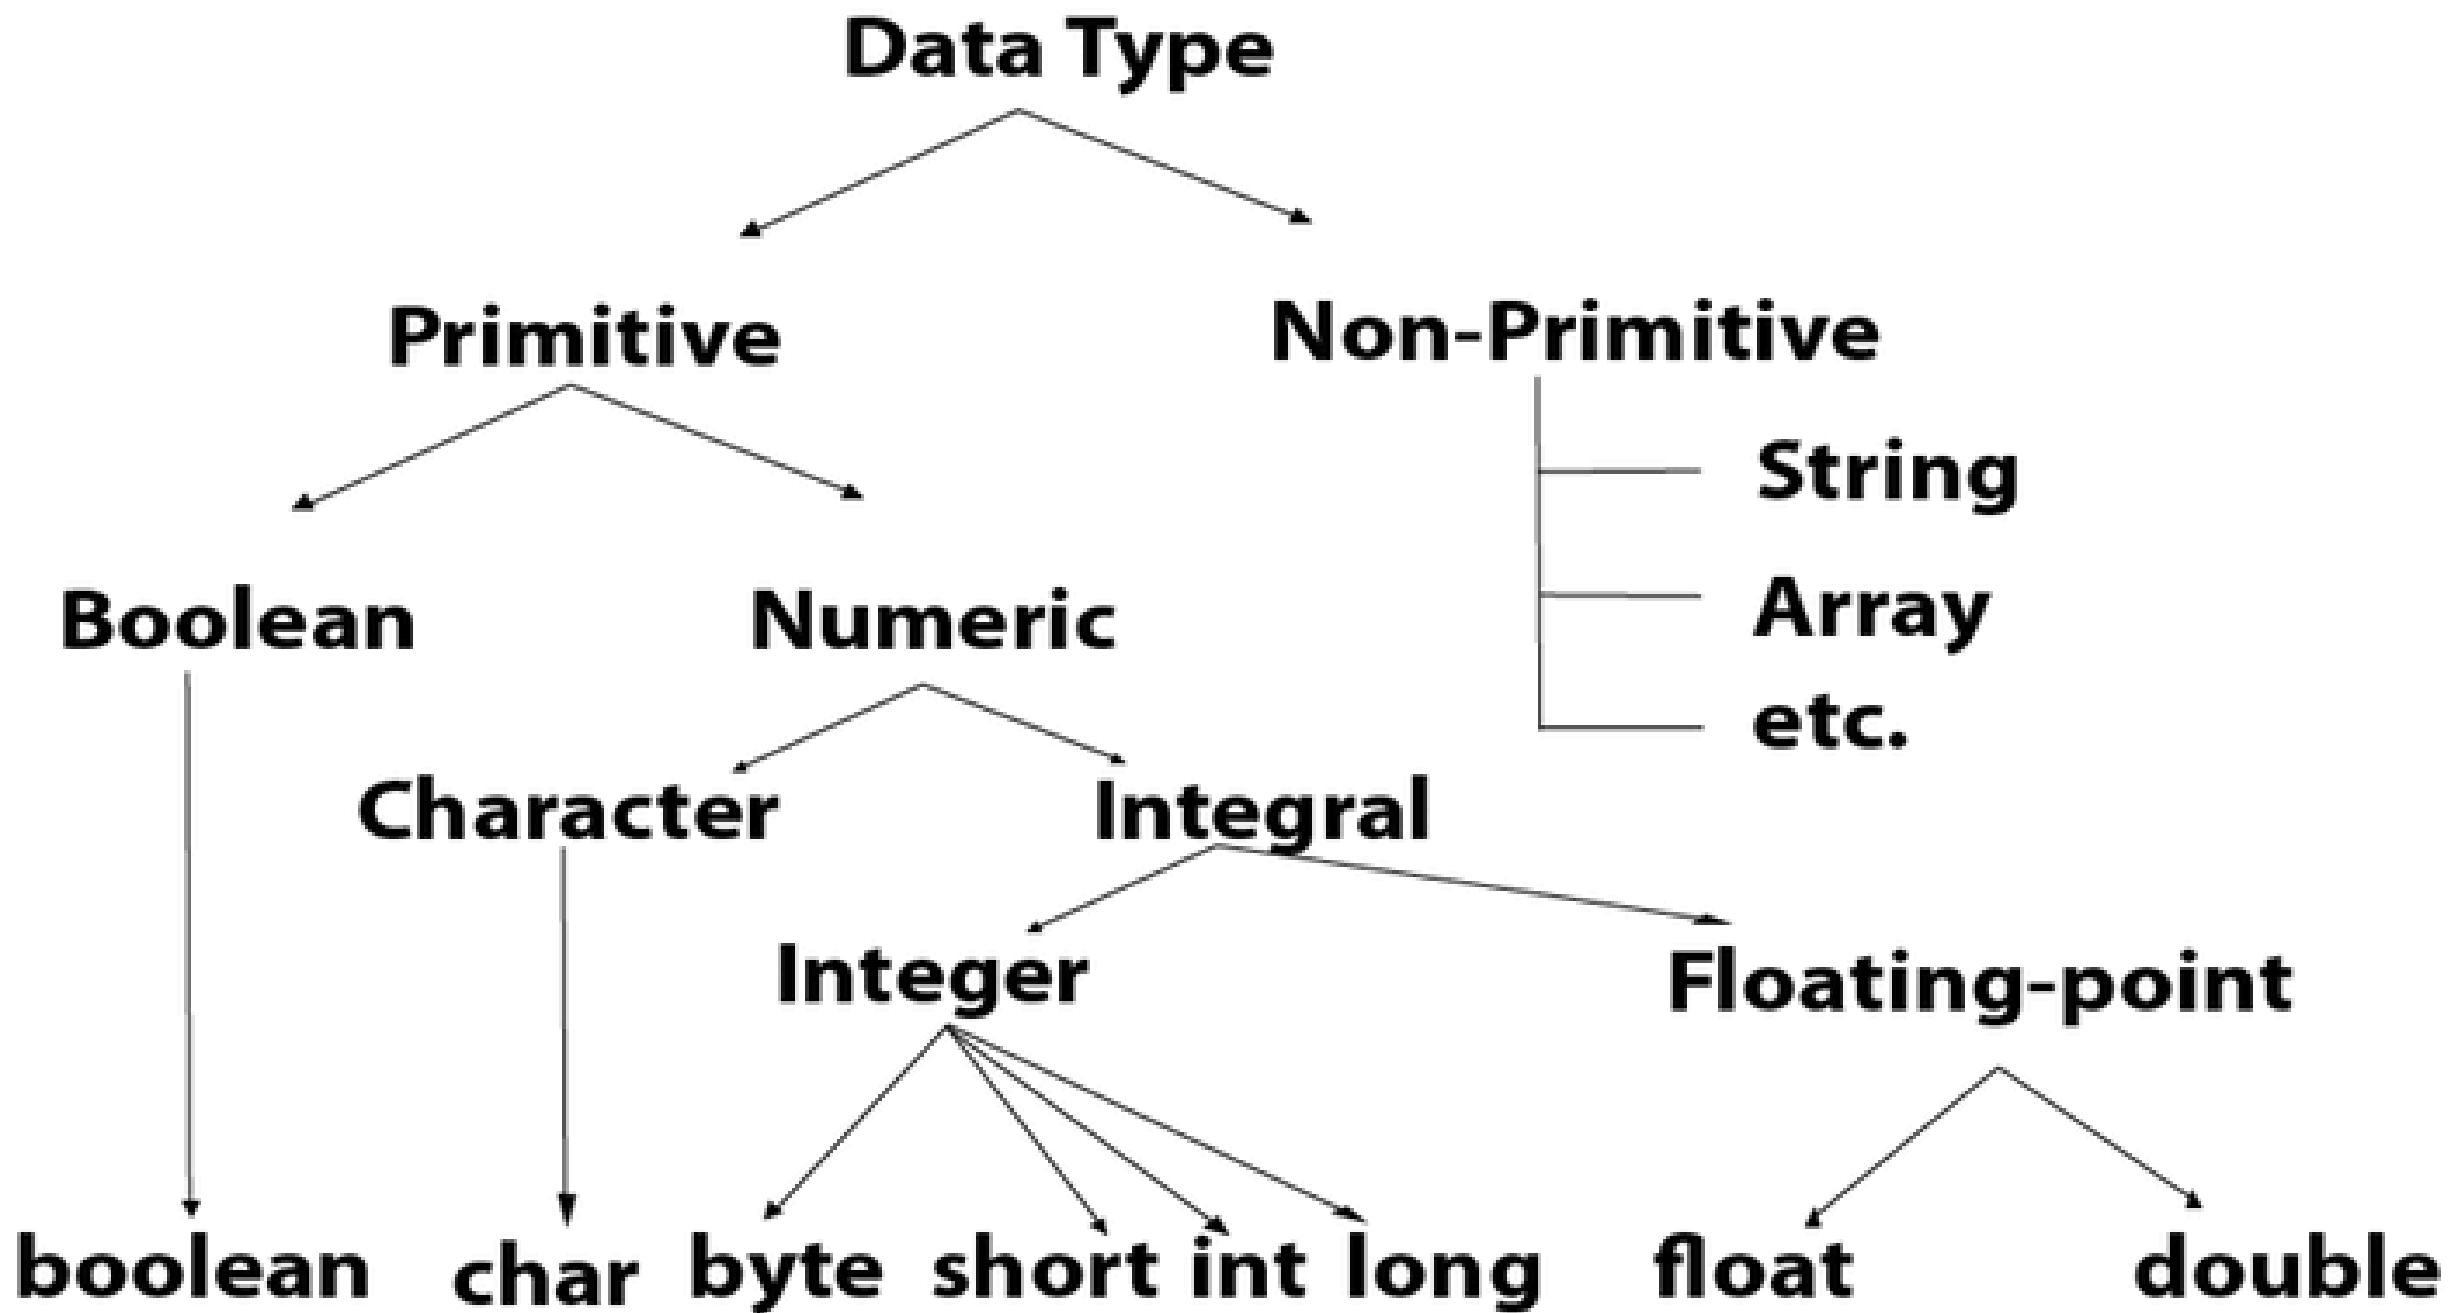 Data Type
Primitive
Non-Primitive
String
Array
etc.
Boolean
Numeric
Character
Integral
Integer
Floating-point
boolean
char
byte
short
int
long
float
double